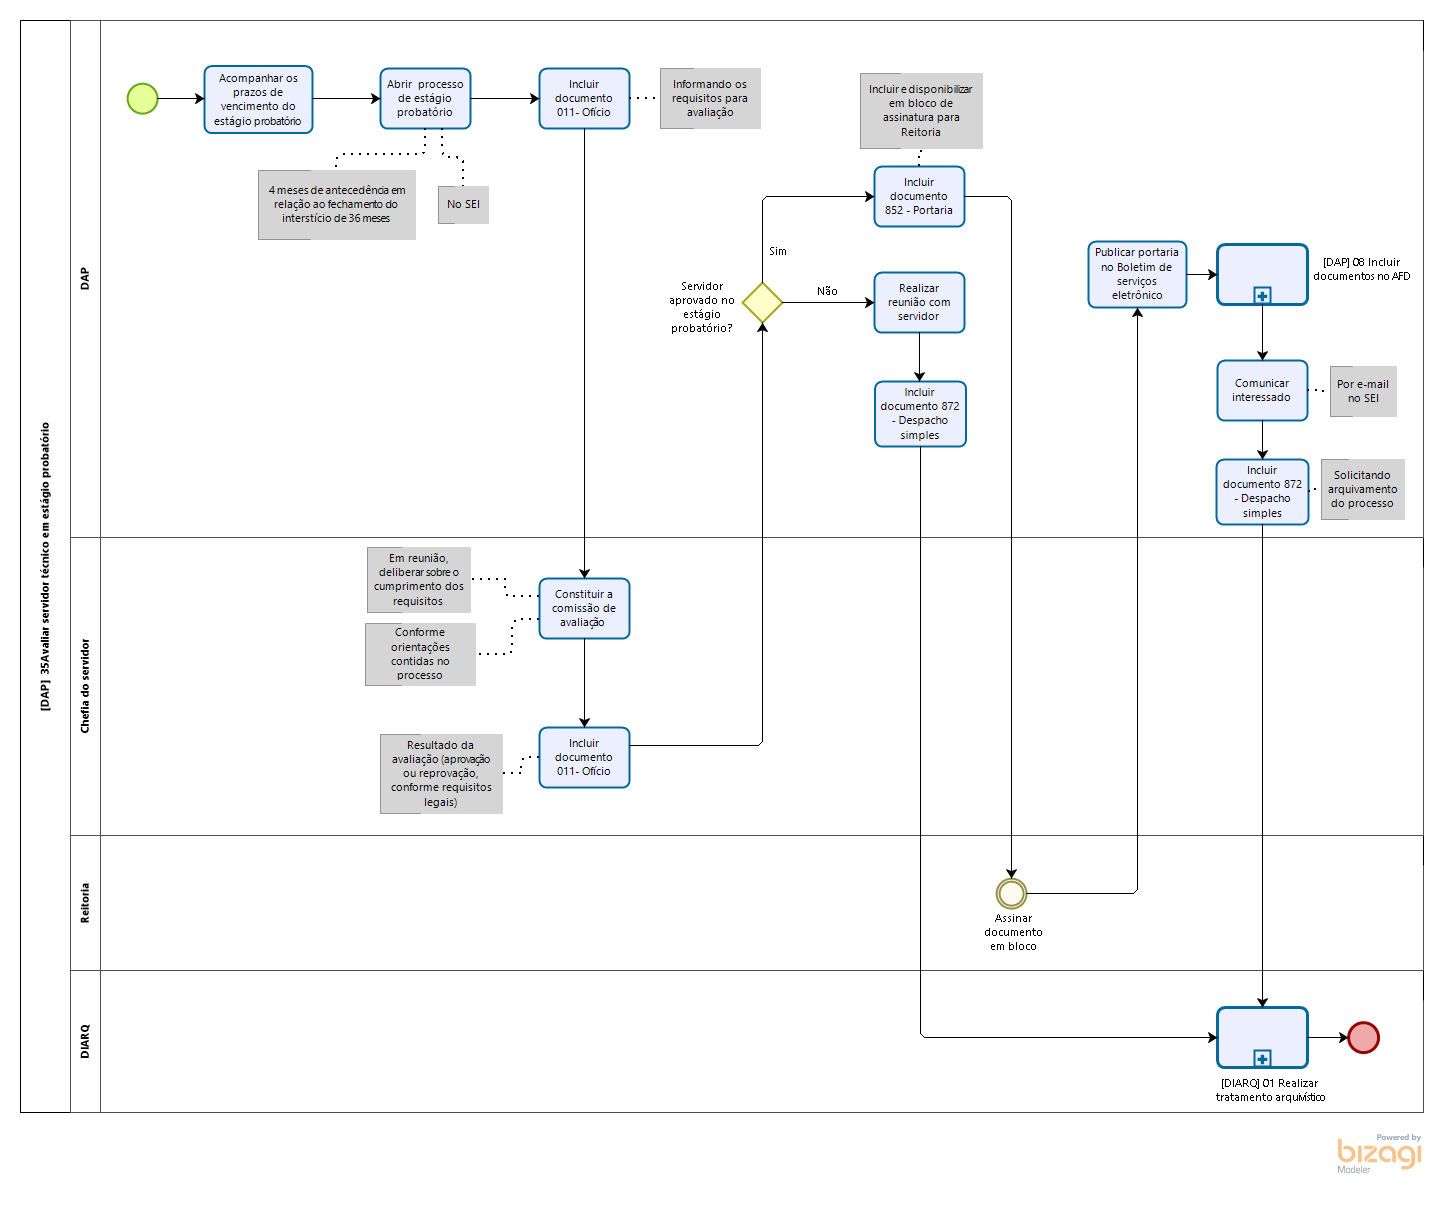 [DAP] 35Avaliar servidor técnico em estágio probatório
DAP
Acompanhar os
prazos de
vencimento do
estágio probatório
Abrir processo
de estágio
probatório
Incluir
documento
011- Ofício
Informando os
requisitos para
avaliação
4 meses de antecedência em
relação ao fechamento do
interstício de 36 meses
No SEI
Incluir e disponibilizar
em bloco de
assinatura para
Reitoria
Incluir
documento
852 - Portaria
Sim
Servidor
aprovado no
estágio
probatório?
Não
Realizar
reunião com
servidor
Incluir
documento 872
- Despacho
simples
Publicar portaria
no Boletim de
serviços
eletrônico
[DAP] 08 Incluir
documentos no AFD
Comunicar
interessado
Por e-mail
no SEI
Incluir
documento 872
- Despacho
simples
Solicitando
arquivamento
do processo
Chefia do servidor
Em reunião,
deliberar sobre o
cumprimento dos
requisitos
Conforme
orientações
contidas no
processo
Constituir a
comissão de
avaliação
Resultado da
avaliação (aprovação
ou reprovação,
conforme requisitos
legais)
Incluir
documento
011- Ofício
Reitoria
Assinar
documento
em bloco
DIARQ
[DIARQ] 01 Realizar
tratamento arquivístico
Powered by
bizagi
Modeler